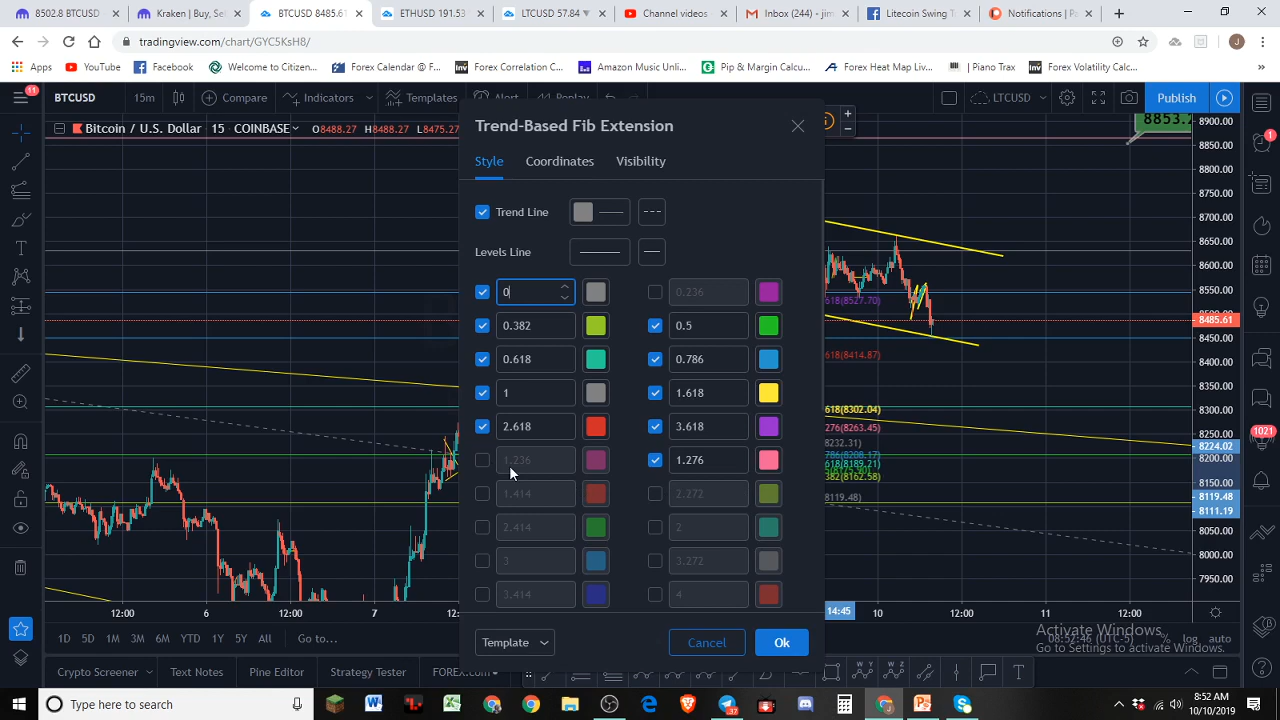 8502.8 BTCUSD
Kraken | Buy, Sel
BTCUSD 8485.61
ETHUSD 191.53
LTCUSD 57.84
Channel videos
Inbox (244) - jim
Litecoin Swing T
Notifications | Pa
tradingview.com/chart/GYC5KsH8/
J
Apps
YouTube
Facebook
Welcome to Citizen...
Forex Calendar @ F...
Forex Correlation C...
Amazon Music Unli...
Pip & Margin Calcu...
Forex Heat Map Liv...
Piano Trax
Forex Volatility Calc...
»
11
BTCUSD
15m
Compare
Indicators
Templates
Alert
Replay
LTCUSD
Publish
Bitcoin / U.S. Dollar 15 COINBASE
O8488.27 H8488.27 L8475.27
8853.2
Trend-Based Fib Extension
Style
Coordinates
Visibility
Trend Line
Levels Line
0
0.236
0.382
0.5
0.618
0.786
1
1.618
2.618
3.618
1.236
1.276
1.414
2.272
2.414
2
3
3.272
3.414
4
Template
Cancel
Ok
618(8527.70)
618(8414.87)
618(8302.04)
276(8263.45)
(8232.31)
786(8208.17)
618(8189.21)
382(8162.58)
(8119.48)
8900.00
8850.00
8800.00
8750.00
8700.00
8650.00
8600.00
8550.00
8485.61
8450.00
8400.00
8350.00
8300.00
8250.00
8224.02
8200.00
8150.00
8119.48
8111.19
8050.00
8000.00
7950.00
1
1021
12:00
6
12:00
7
14:45
10
12:00
11
12:00
1D
5D
1M
3M
6M
YTD
1Y
5Y
All
Go to...
08:52:46 (UTC-5)
%
log
auto
Activate Windows
Go to Settings to activate Windows.
Crypto Screener
Text Notes
Pine Editor
Strategy Tester
FOREX.com
Type here to search
37
8:52 AM
10/10/2019